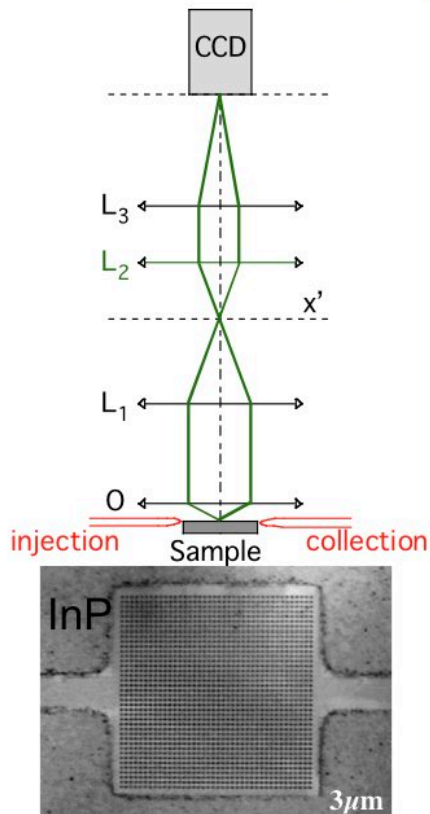 CCD
L₃
L₂
x'
L₁
O
injection
collection
Sample
InP
3μm